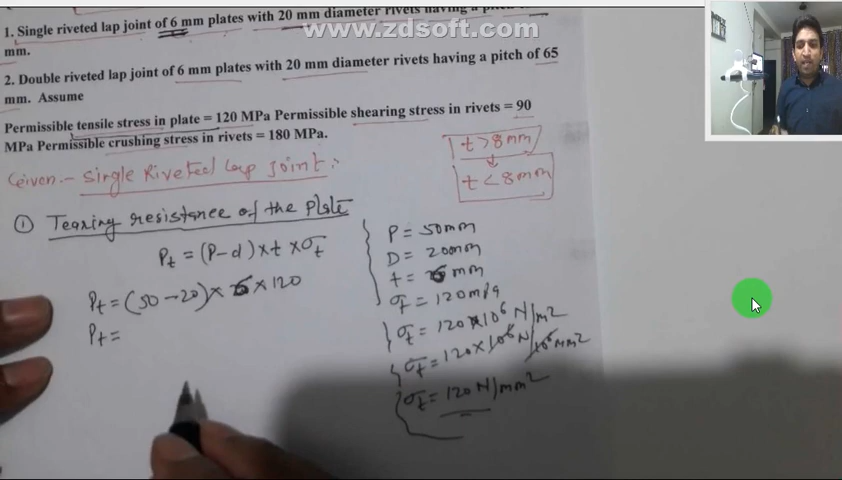 1. Single riveted lap joint of 6 mm plates with 20 mm diameter rivets having a pitch
www.zdsoft.com
mm.
2. Double riveted lap joint of 6 mm plates with 20 mm diameter rivets having a pitch of 65
mm. Assume
Permissible tensile stress in plate = 120 MPa Permissible shearing stress in rivets = 90
MPa Permissible crushing stress in rivets = 180 MPa.
t > 8mm
t < 8mm
Given:- Single Riveted Lap Joint:-
① Tearing resistance of the Plate
Pt = (P-d) × t × σt
Pt = (50-20) × 6 × 120
Pt =
P = 50mm
D = 200mm
t = 6mm
σt = 120mpa
σt = 120×10⁶ N/m2
σt = 120×10⁶ N/10⁶ mm2
σt = 120 N/mm2